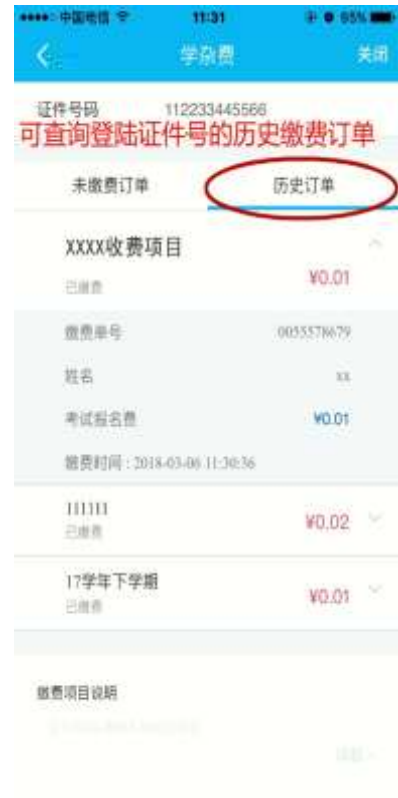 中国电信 11:31 95%
学杂费 关闭
证件号码 112233445566
可查询登陆证件号的历史缴费订单
未缴费订单 历史订单
XXXX收费项目
已缴费 ¥0.01
缴费单号 0055578679
姓名 xx
考试报名费 ¥0.01
缴费时间：2018-03-06 11:30:36
111111
已缴费 ¥0.02
17学年下学期
已缴费 ¥0.01
缴费项目说明